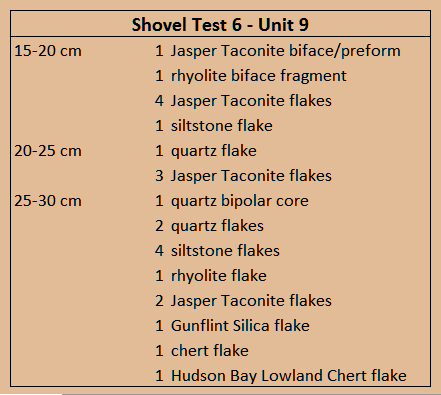 Shovel Test 6 - Unit 9
15-20 cm 1 Jasper Taconite biface/preform
1 rhyolite biface fragment
4 Jasper Taconite flakes
1 siltstone flake
20-25 cm 1 quartz flake
3 Jasper Taconite flakes
25-30 cm 1 quartz bipolar core
2 quartz flakes
4 siltstone flakes
1 rhyolite flake
2 Jasper Taconite flakes
1 Gunflint Silica flake
1 chert flake
1 Hudson Bay Lowland Chert flake